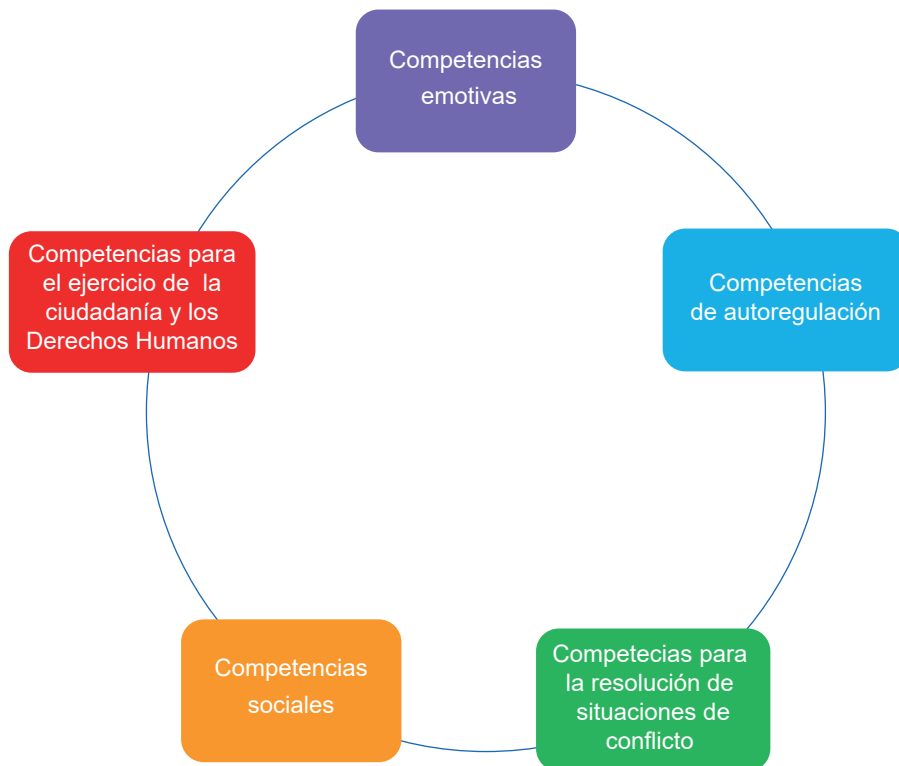 Competencias
emotivas
Competencias para
el ejercicio de la
ciudadanía y los
Derechos Humanos
Competencias
de autoregulación
Competencias
sociales
Competecias para
la resolución de
situaciones de
conflicto